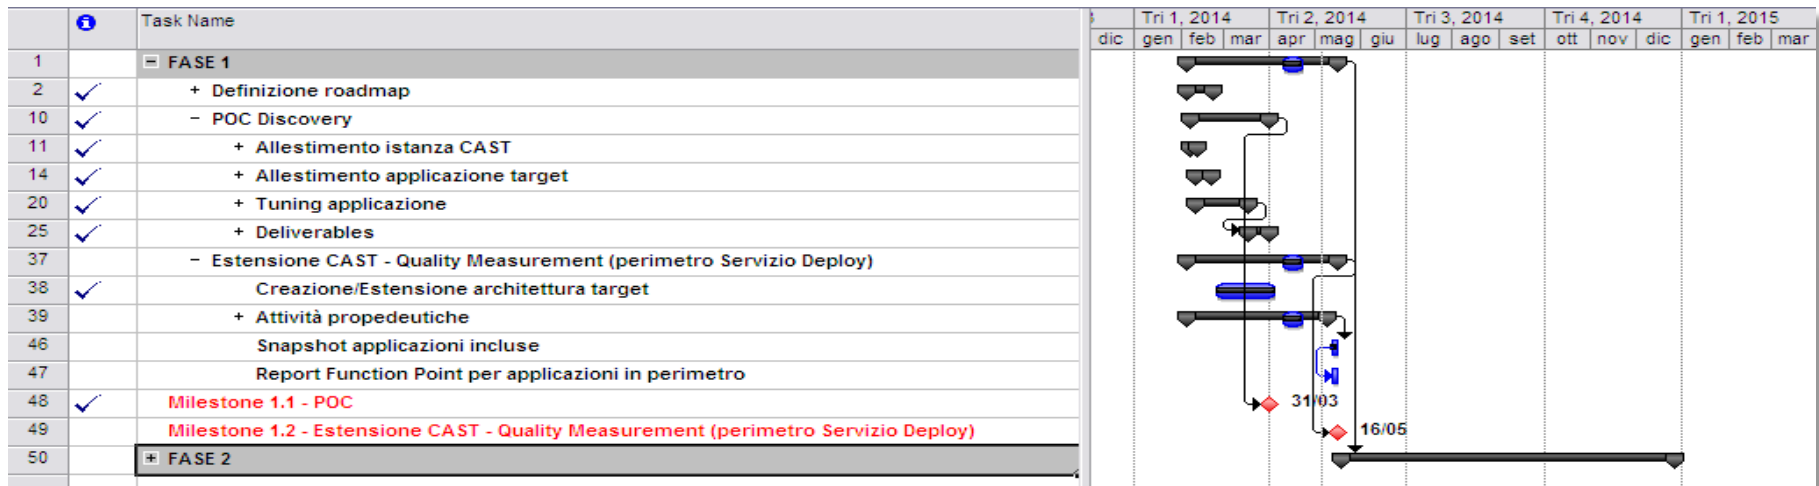 Task Name
Tri 1, 2014 Tri 2, 2014 Tri 3, 2014 Tri 4, 2014 Tri 1, 2015
dic gen feb mar apr mag giu lug ago set ott nov dic gen feb mar
1 FASE 1
2 + Definizione roadmap
10 - POC Discovery
11 + Allestimento istanza CAST
14 + Allestimento applicazione target
20 + Tuning applicazione
25 + Deliverables
37 - Estensione CAST - Quality Measurement (perimetro Servizio Deploy)
38 Creazione/Estensione architettura target
39 + Attività propedeutiche
46 Snapshot applicazioni incluse
47 Report Function Point per applicazioni in perimetro
48 Milestone 1.1 - POC 31/03
49 Milestone 1.2 - Estensione CAST - Quality Measurement (perimetro Servizio Deploy) 16/05
50 FASE 2